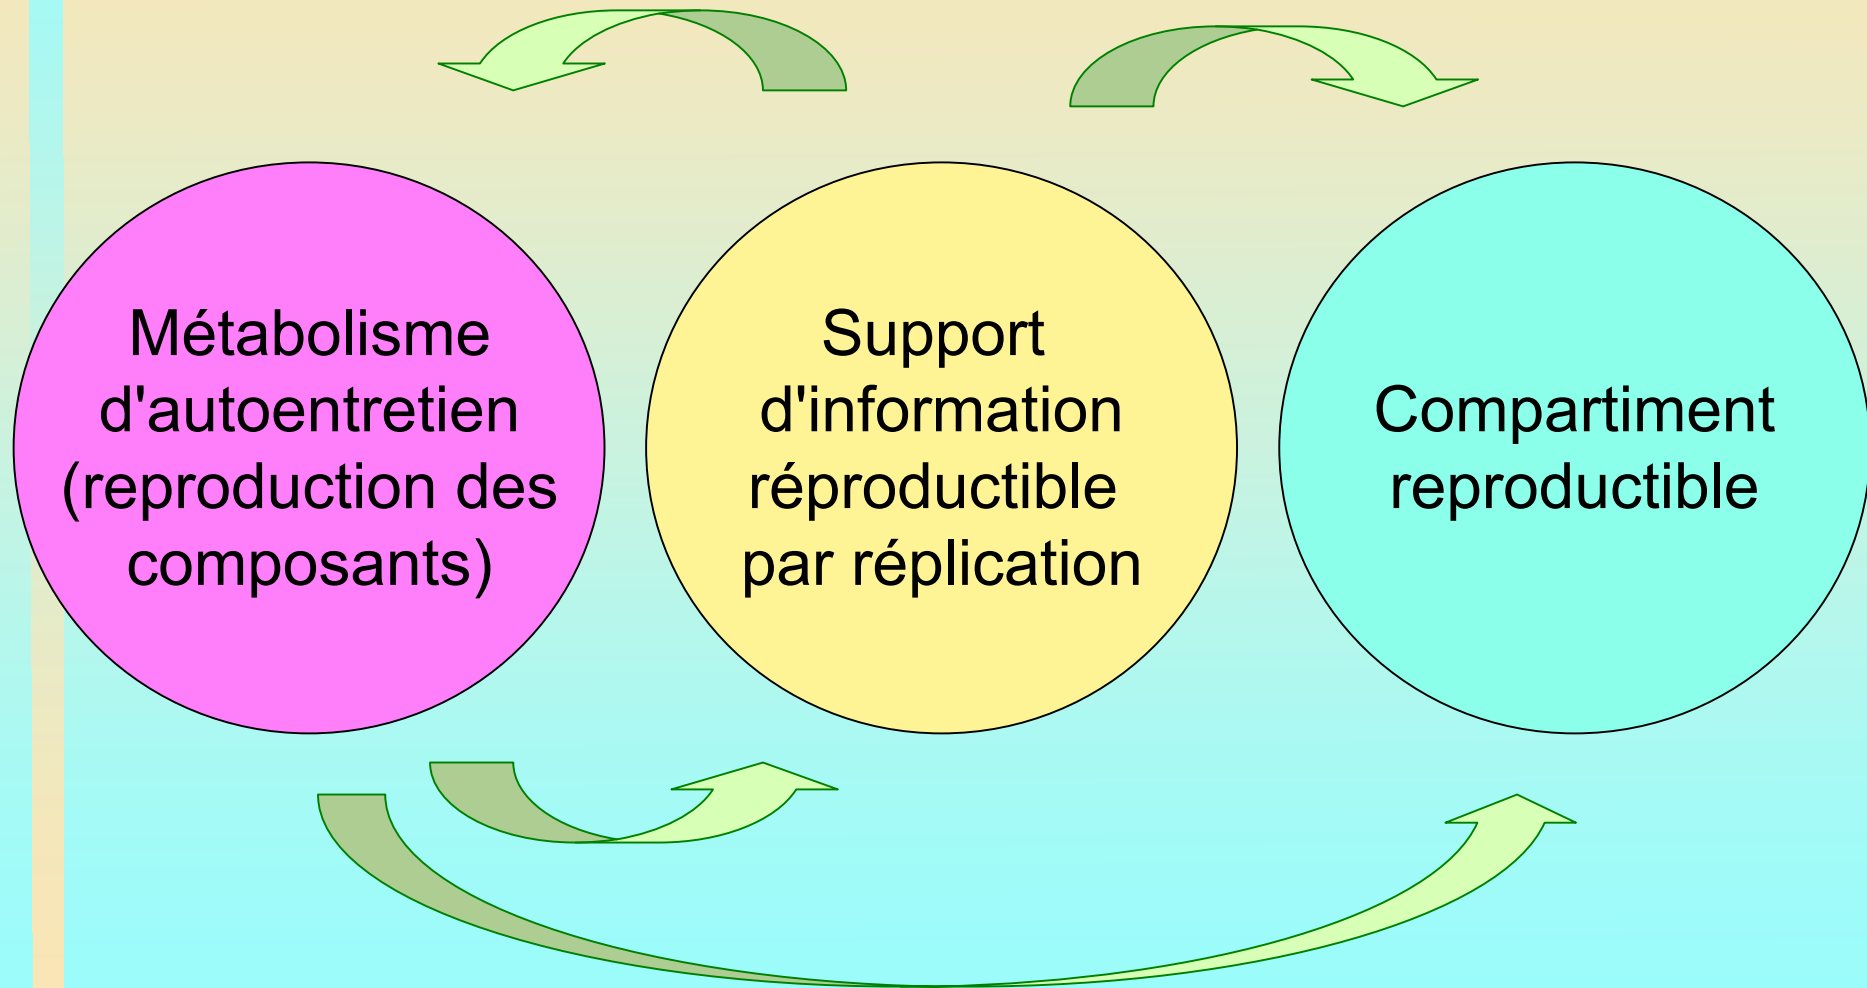 Métabolisme
d'autoentretien
(reproduction des
composants)
Support
d'information
réproductible
par réplication
Compartiment
reproductible